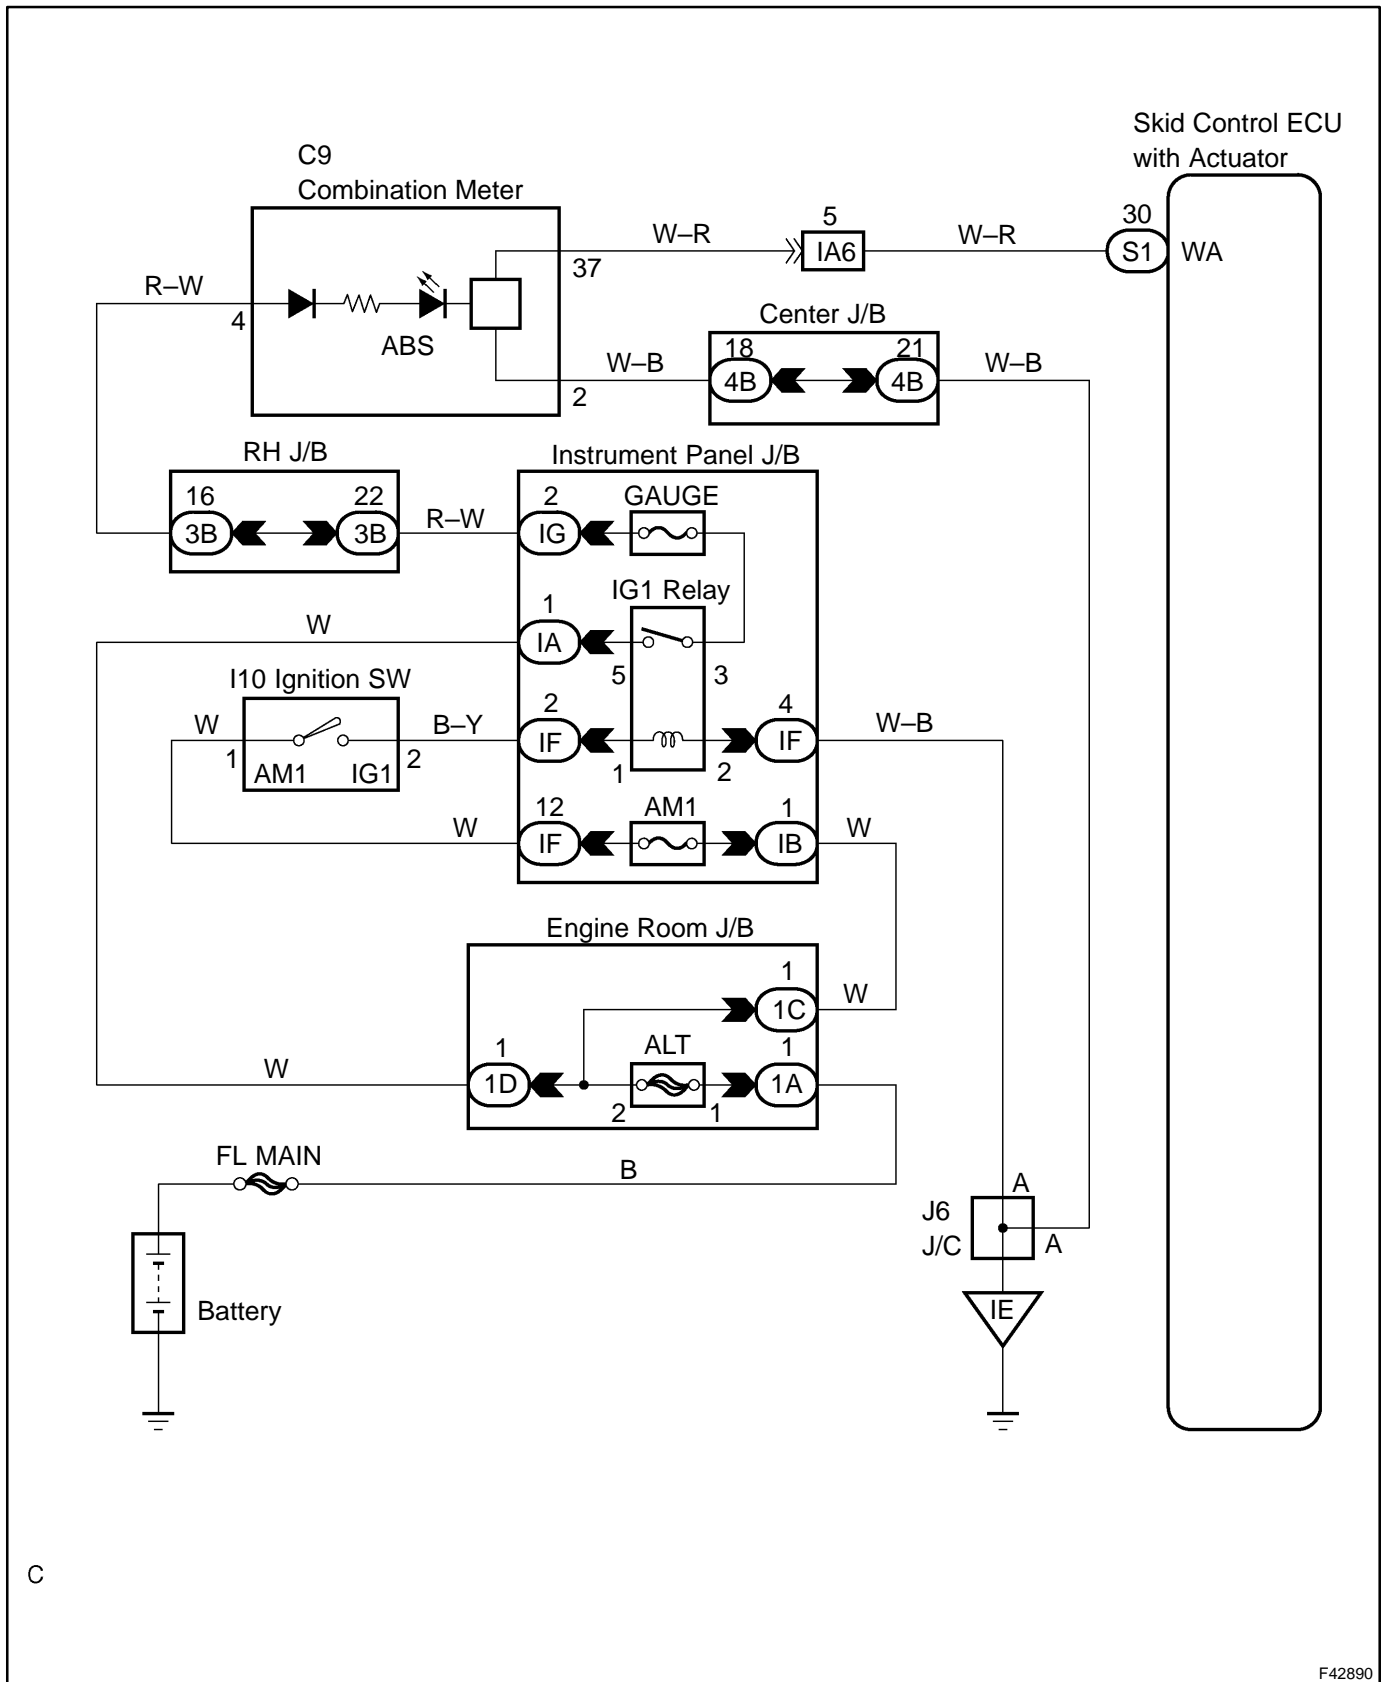 Skid Control ECU
with Actuator
C9
Combination Meter
30
S1
WA
5
IA6
W–R
W–R
37
R–W
4
ABS
Center J/B
18
4B
21
4B
W–B
W–B
2
RH J/B
16
3B
22
3B
R–W
Instrument Panel J/B
2
IG
GAUGE
IG1 Relay
1
IA
W
5
3
I10 Ignition SW
W
1
AM1
IG1
2
B–Y
2
IF
1
2
4
IF
W–B
12
IF
W
AM1
1
IB
W
Engine Room J/B
1
1C
W
1
1D
W
ALT
2
1
1
1A
FL MAIN
B
Battery
J6
J/C
A
A
IE
C
F42890